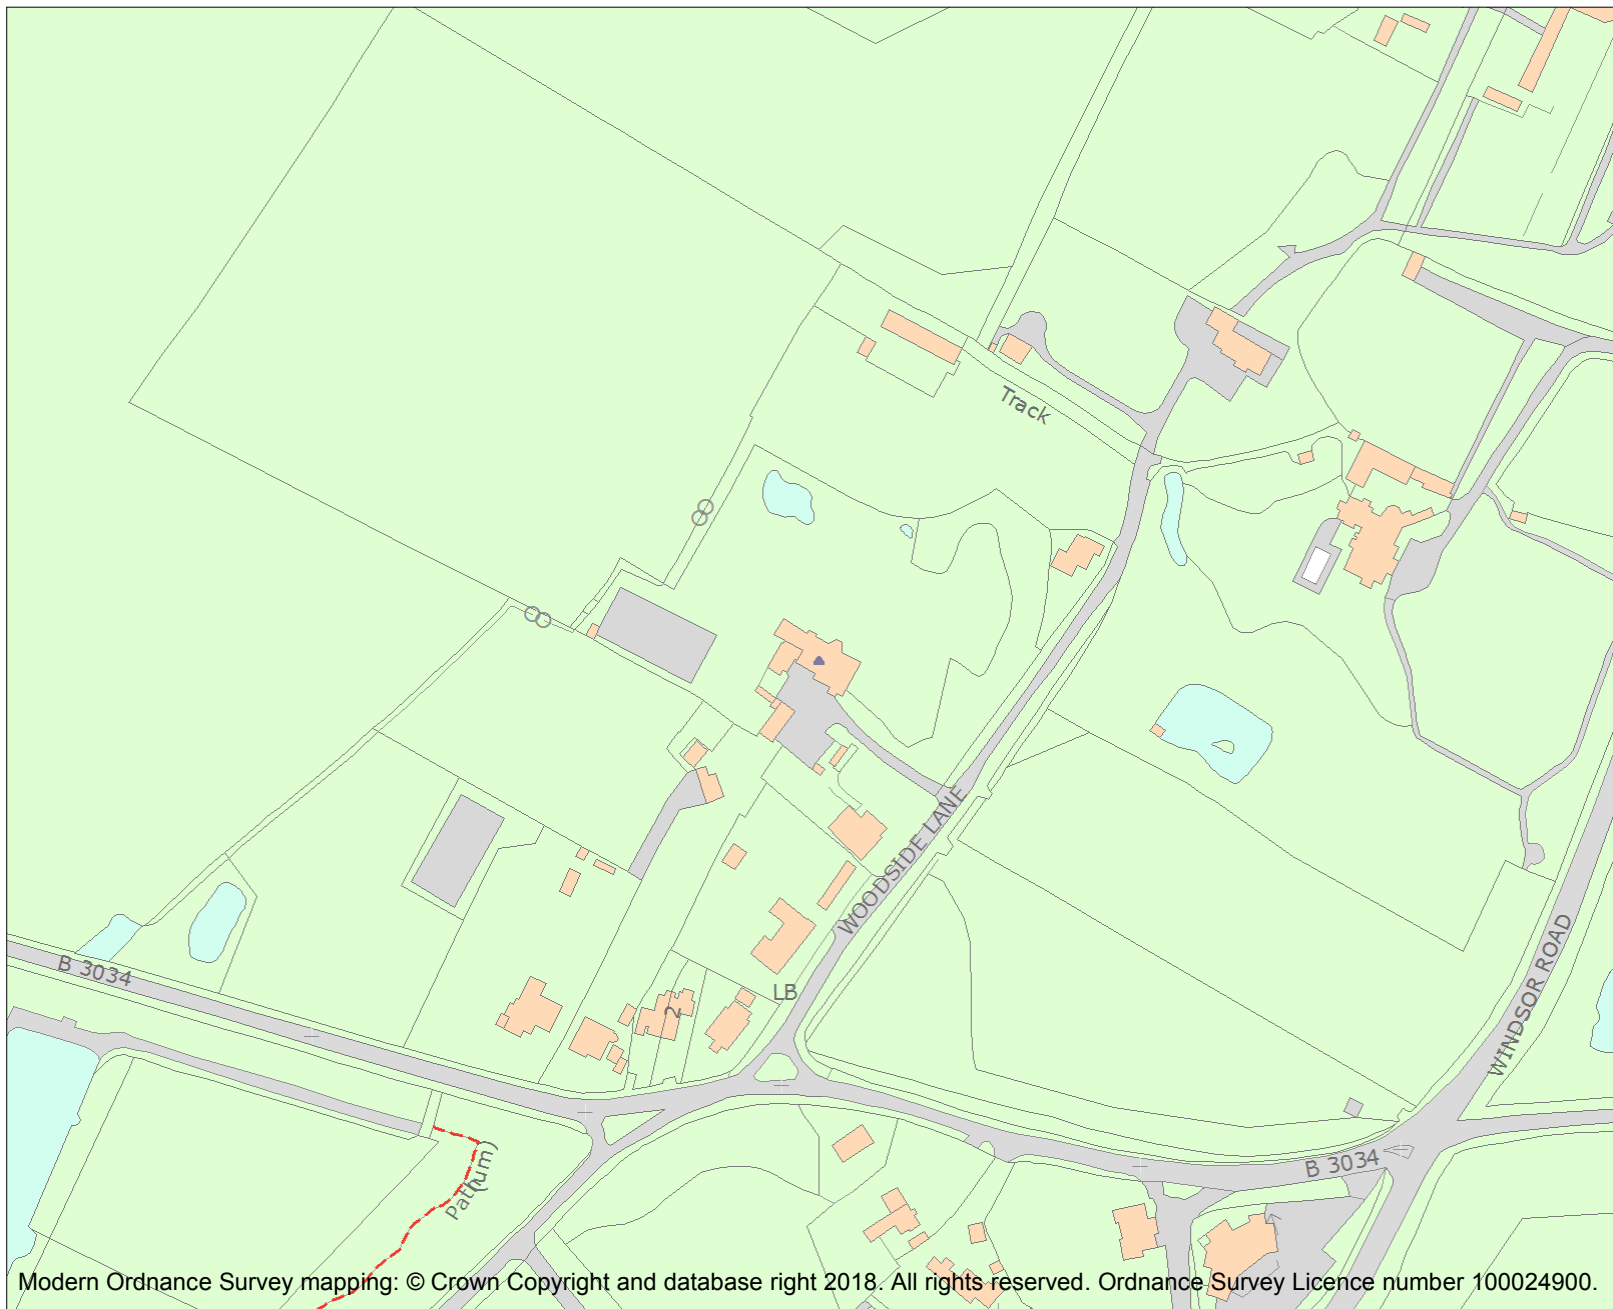 Track
WOODSIDE LANE
B 3034
WINDSOR ROAD
LB
2
Path(um)
B 3034
Modern Ordnance Survey mapping: © Crown Copyright and database right 2018. All rights reserved. Ordnance Survey Licence number 100024900.